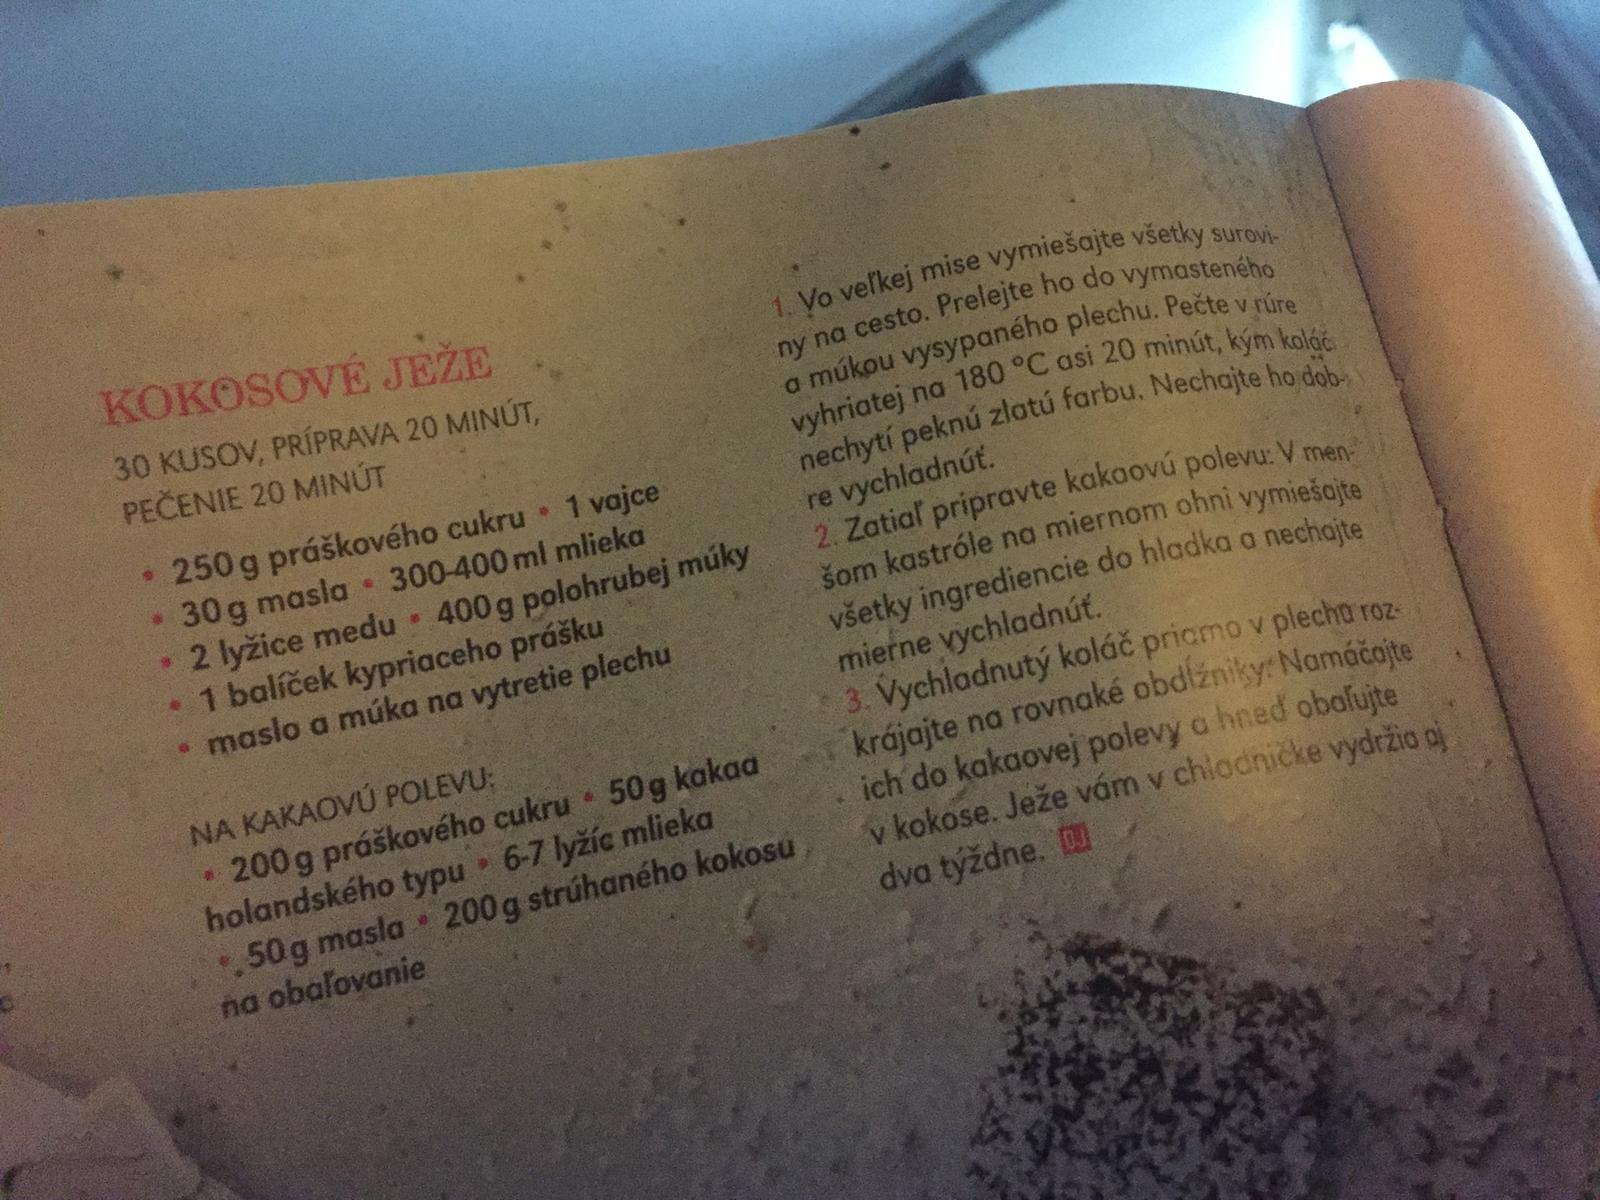 KOKOSOVÉ JEŽE
30 KUSOV, PRÍPRAVA 20 MINÚT,
PEČENIE 20 MINÚT
• 250 g práškového cukru • 1 vajce
• 30 g masla • 300-400 ml mlieka
• 2 lyžice medu • 400 g polohrubej múky
• 1 balíček kypriaceho prášku
• maslo a múka na vytretie plechu
NA KAKAOVÚ POLEVU:
• 200 g práškového cukru • 50 g kakaa
holandského typu • 6-7 lyžíc mlieka
• 50 g masla • 200 g strúhaného kokosu
na obaľovanie
1. Vo veľkej mise vymiešajte všetky surovi-
ny na cesto. Prelejte ho do vymasteného
a múkou vysypaného plechu. Pečte v rúre
vyhriatej na 180 °C asi 20 minút, kým koláč
nechytí peknú zlatú farbu. Nechajte ho dob-
re vychladnúť.
2. Zatiaľ pripravte kakaovú polevu: V men-
šom kastróle na miernom ohni vymiešajte
všetky ingrediencie do hladka a nechajte
mierne vychladnúť.
3. Vychladnutý koláč priamo v plechu roz-
krájajte na rovnaké obdĺžniky. Namáčajte
ich do kakaovej polevy a hneď obaľujte
v kokose. Ježe vám v chladničke vydržia aj
dva týždne. DJ